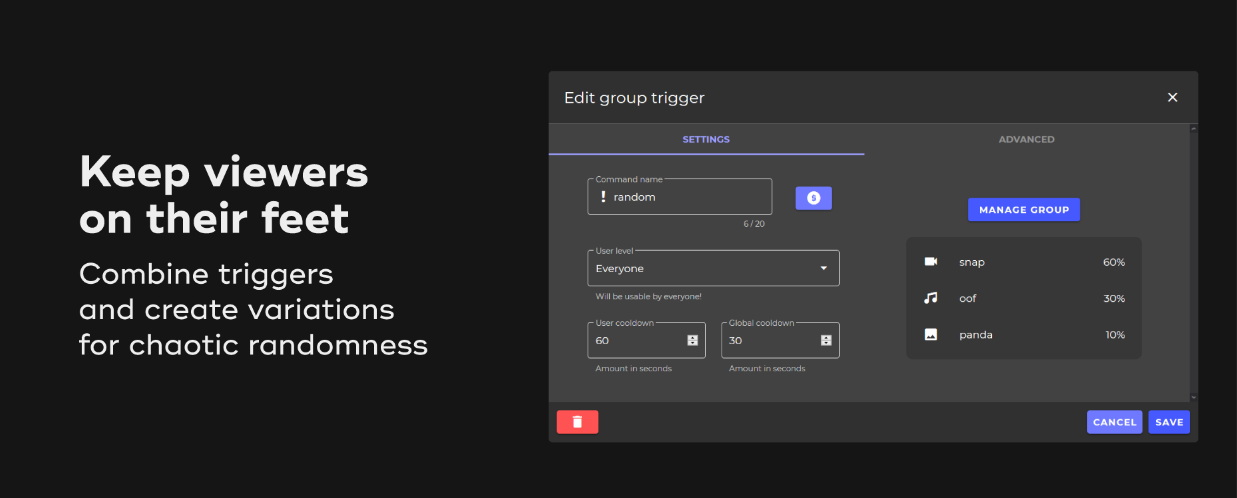 Keep viewers
on their feet
Combine triggers
and create variations
for chaotic randomness
Edit group trigger
SETTINGS
ADVANCED
Command name
! random
6 / 20
User level
Everyone
Will be usable by everyone!
User cooldown
60
Amount in seconds
Global cooldown
30
Amount in seconds
MANAGE GROUP
snap 60%
oof 30%
panda 10%
CANCEL
SAVE